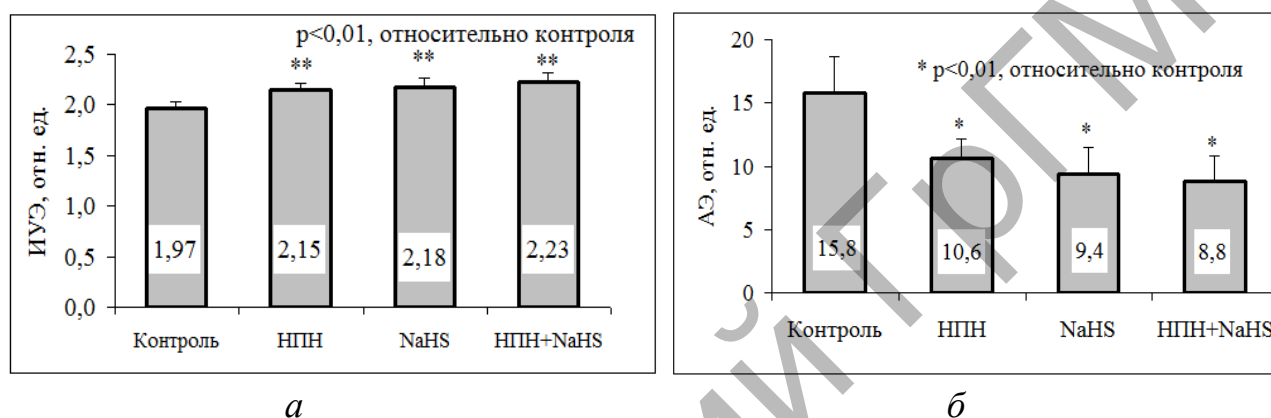 p<0,01, относительно контроля
ИУЭ, отн. ед.
2,5
2,0
1,5
1,0
0,5
0,0
**
**
**
1,97
2,15
2,18
2,23
Контроль
НПН
NaHS
НПН+NaHS
а
АЭ, отн. ед.
20
15
10
5
0
* p<0,01, относительно контроля
*
*
*
15,8
10,6
9,4
8,8
Контроль
НПН
NaHS
НПН+NaHS
б
ий ГрГМ